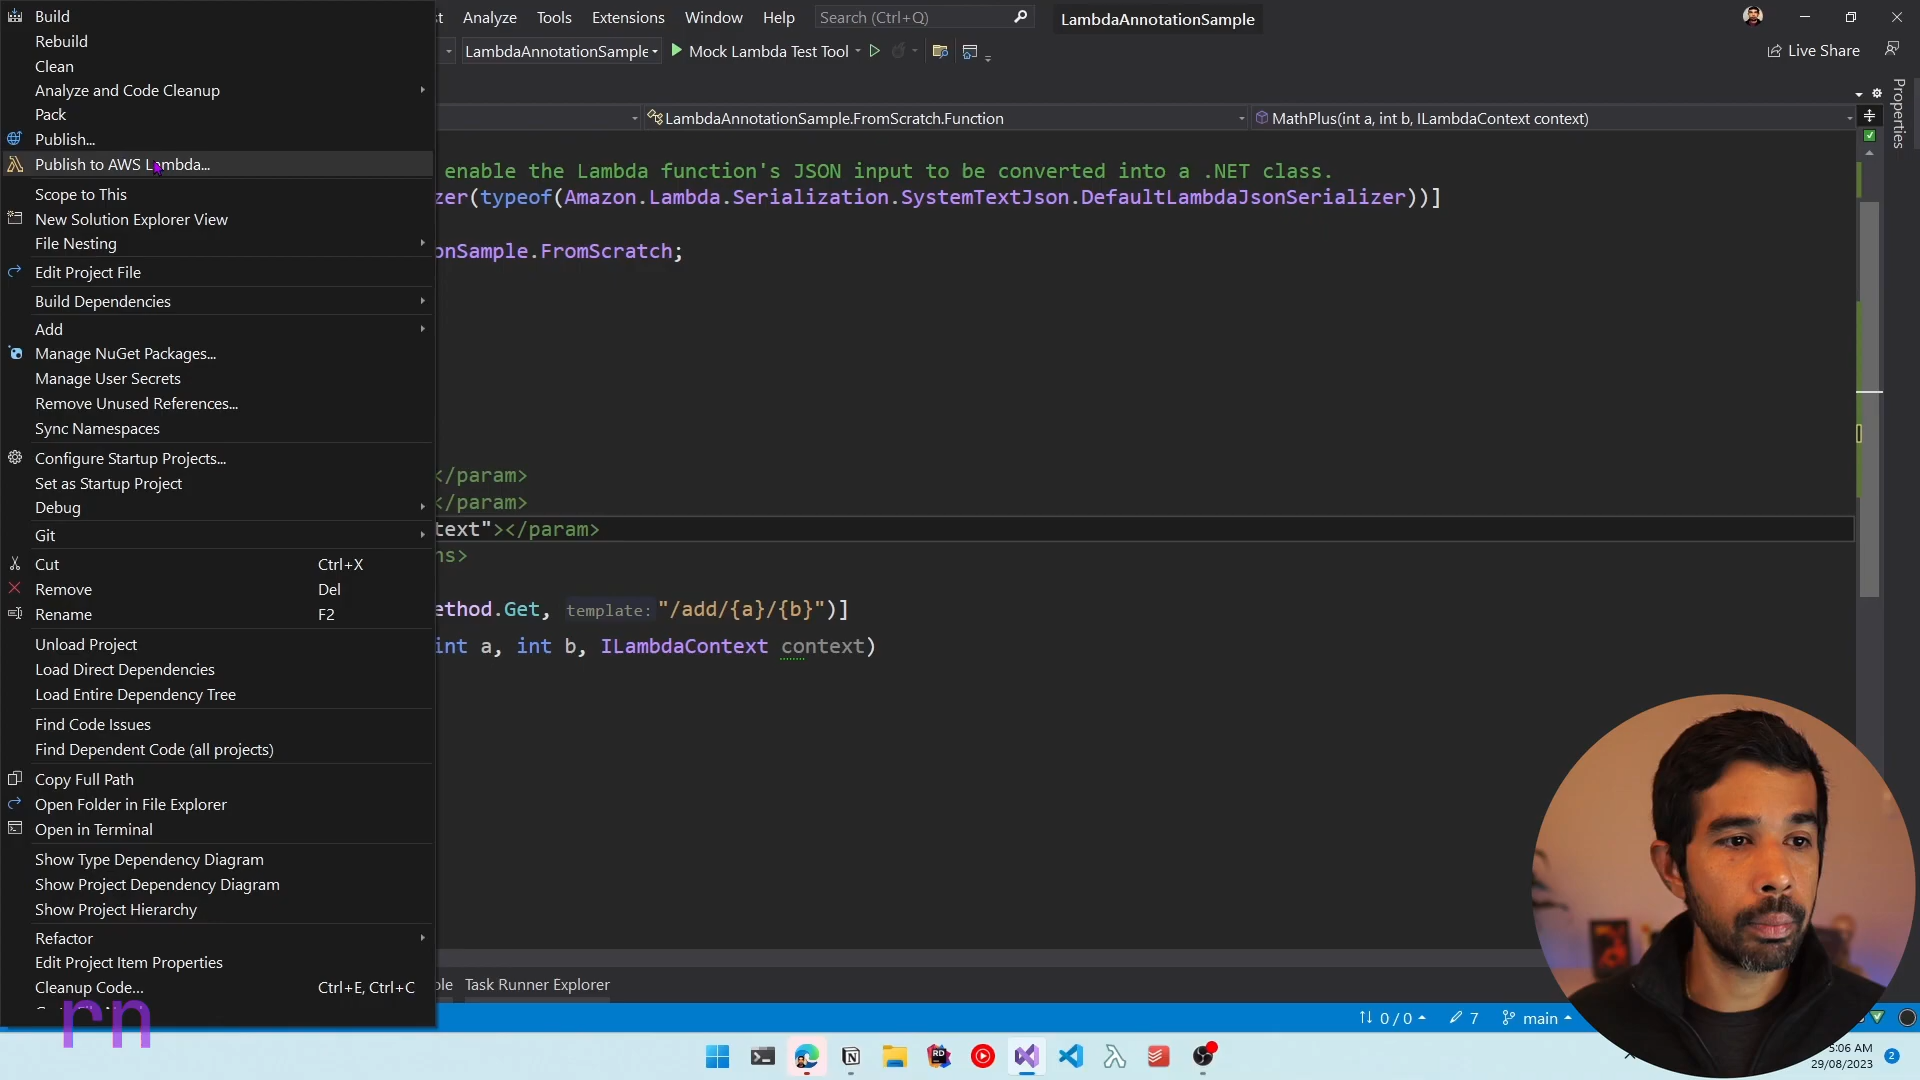 Build
st Analyze Tools Extensions Window Help Search (Ctrl+Q) LambdaAnnotationSample
Rebuild
LambdaAnnotationSample Mock Lambda Test Tool Live Share
Clean
Analyze and Code Cleanup
Pack
LambdaAnnotationSample.FromScratch.Function MathPlus(int a, int b, ILambdaContext context)
Properties
Publish...
Publish to AWS Lambda...
enable the Lambda function's JSON input to be converted into a .NET class.
Scope to This
zer(typeof(Amazon.Lambda.Serialization.SystemTextJson.DefaultLambdaJsonSerializer))]
New Solution Explorer View
File Nesting
onSample.FromScratch;
Edit Project File
Build Dependencies
Add
Manage NuGet Packages...
Manage User Secrets
Remove Unused References...
Sync Namespaces
Configure Startup Projects...
</param>
Set as Startup Project
</param>
Debug
text"></param>
Git
ns>
Cut Ctrl+X
Remove Del
Rename F2
ethod.Get, template: "/add/{a}/{b}")]
int a, int b, ILambdaContext context)
Unload Project
Load Direct Dependencies
Load Entire Dependency Tree
Find Code Issues
Find Dependent Code (all projects)
Copy Full Path
Open Folder in File Explorer
Open in Terminal
Show Type Dependency Diagram
Show Project Dependency Diagram
Show Project Hierarchy
Refactor
Edit Project Item Properties
Cleanup Code... Ctrl+E, Ctrl+C
ole Task Runner Explorer
rn
0 / 0 7 main
RD
5:06 AM
29/08/2023
2